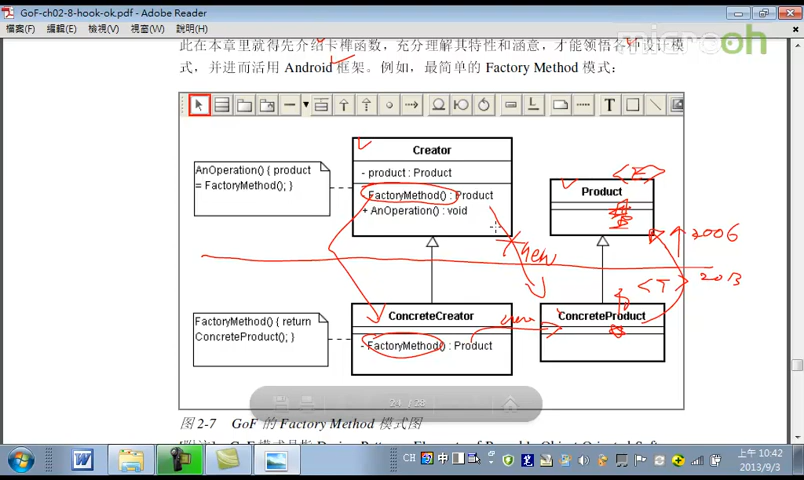 GoF-ch02-8-hook-ok.pdf - Adobe Reader
檔案(F) 編輯(E) 檢視(V) 視窗(W) 說明(H)
microoh
此在本章里就得先介绍卡榫函数，充分理解其特性和涵意，才能领悟各种设计模
式，并进而活用 Android 框架。例如，最简单的 Factory Method 模式：
T
AnOperation() { product
= FactoryMethod(); }
Creator
- product : Product
FactoryMethod() : Product
+ AnOperation() : void
<E>
Product
new
2006
2013
<T>
FactoryMethod() { return
ConcreteProduct(); }
ConcreteCreator
- FactoryMethod() : Product
new
ConcreteProduct
24 / 28
图 2-7 GoF 的 Factory Method 模式图
CH
上午 10:42
2013/9/3